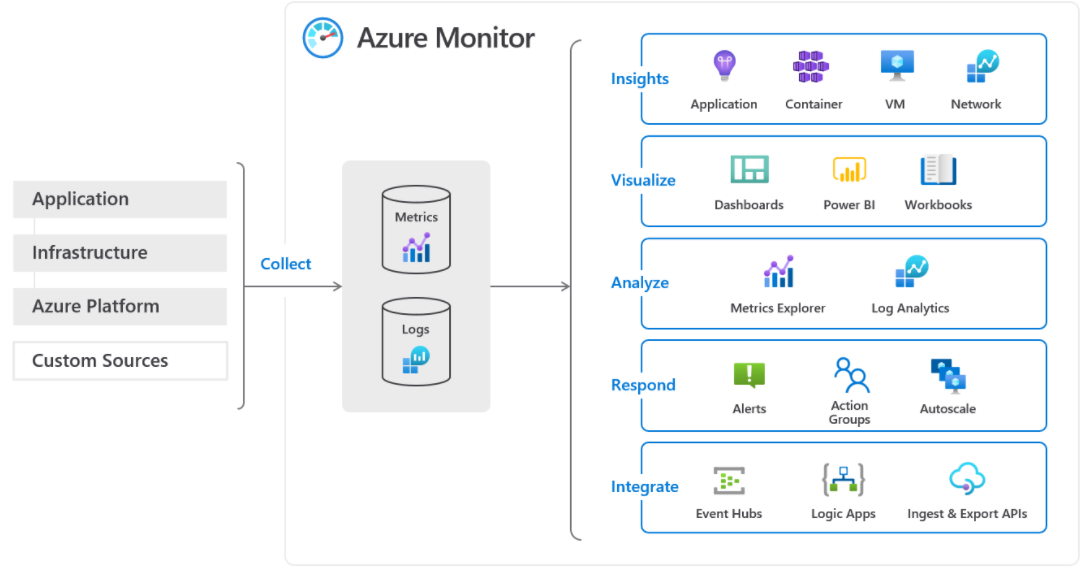 Azure Monitor
Application
Infrastructure
Azure Platform
Custom Sources
Collect
Metrics
Logs
Insights
Application
Container
VM
Network
Visualize
Dashboards
Power BI
Workbooks
Analyze
Metrics Explorer
Log Analytics
Respond
Alerts
Action
Groups
Autoscale
Integrate
Event Hubs
Logic Apps
Ingest & Export APIs